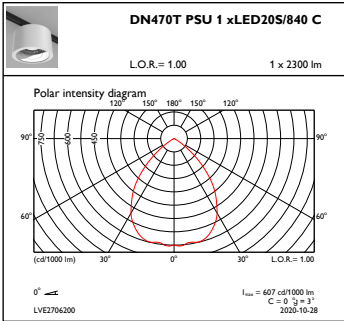 DN470T PSU 1 xLED20S/840 C
L.O.R.= 1.00 1 x 2300 lm
Polar intensity diagram
120° 150° 180° 150° 120°
90° 750 600 450 90°
60° 60°
(cd/1000 lm) 30° 0° 30° L.O.R.= 1.00
0° Imax = 607 cd/1000 lm
C = 0 °g = 3°
LVE2706200 2020-10-28